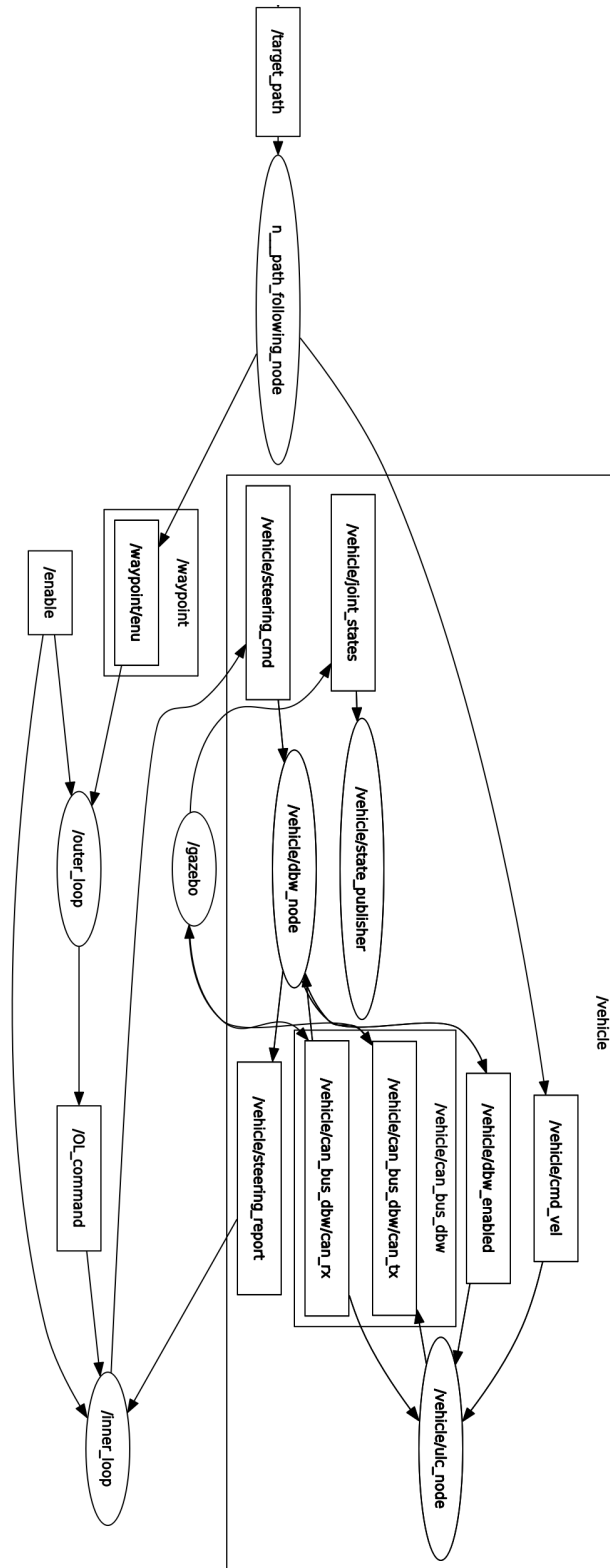 /target_path
n___path_following_node
/vehicle
/waypoint
/waypoint/enu
/enable
/vehicle/steering_cmd
/vehicle/joint_states
/outer_loop
/gazebo
/vehicle/dbw_node
/vehicle/state_publisher
/OL_command
/vehicle/steering_report
/vehicle/can_bus_dbw
/vehicle/can_bus_dbw/can_rx
/vehicle/can_bus_dbw/can_tx
/vehicle/dbw_enabled
/vehicle/cmd_vel
/inner_loop
/vehicle/ulc_node